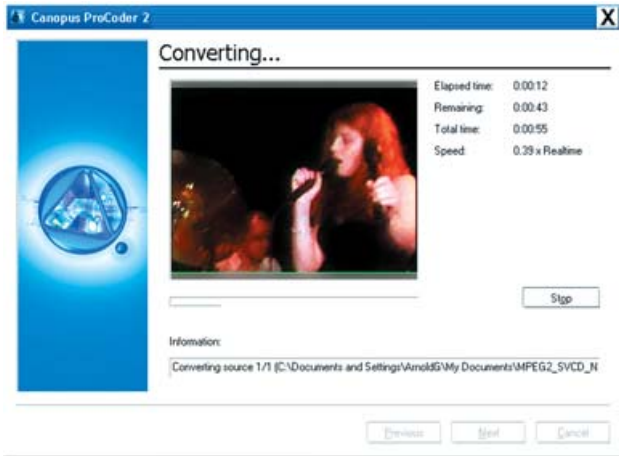 Canopus ProCoder 2
X
Converting...
Elapsed time: 0:00:12
Remaining: 0:00:43
Total time: 0:00:55
Speed: 0.39 x Realtime
Stop
Information:
Converting source 1/1 (C:\Documents and Settings\ArnoldG\My Documents\MPEG2_SVCD_N
Previous Next Cancel